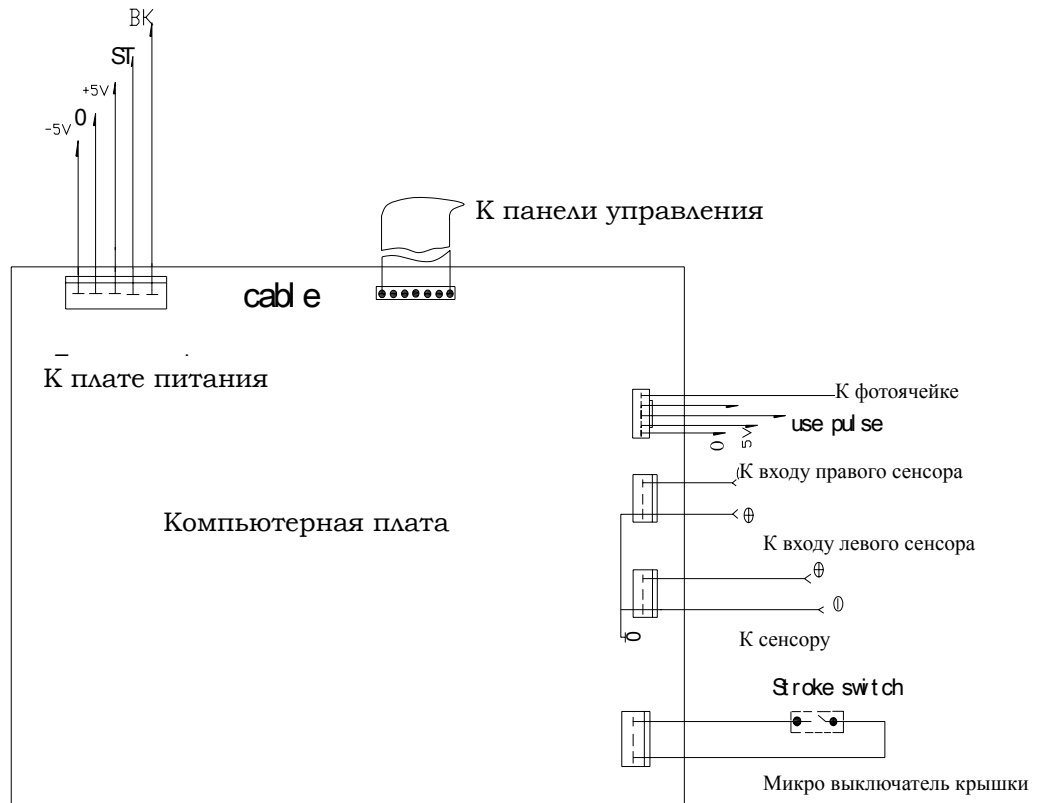 BK
ST
+5V
0
-5V
К панели управления
cable
К плате питания
К фотоячейке
use pulse
0
5V
К входу правого сенсора
Компьютерная плата
К входу левого сенсора
0
К сенсору
Stroke switch
Микро выключатель крышки